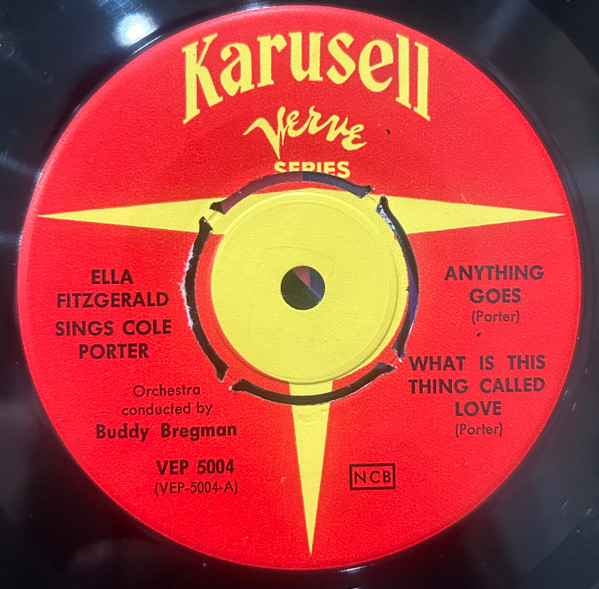 Karusell
Verve
SERIES
ELLA
FITZGERALD
SINGS COLE
PORTER
Orchestra
conducted by
Buddy Bregman
VEP 5004
(VEP-5004-A)
ANYTHING
GOES
(Porter)
WHAT IS THIS
THING CALLED
LOVE
(Porter)
NCB